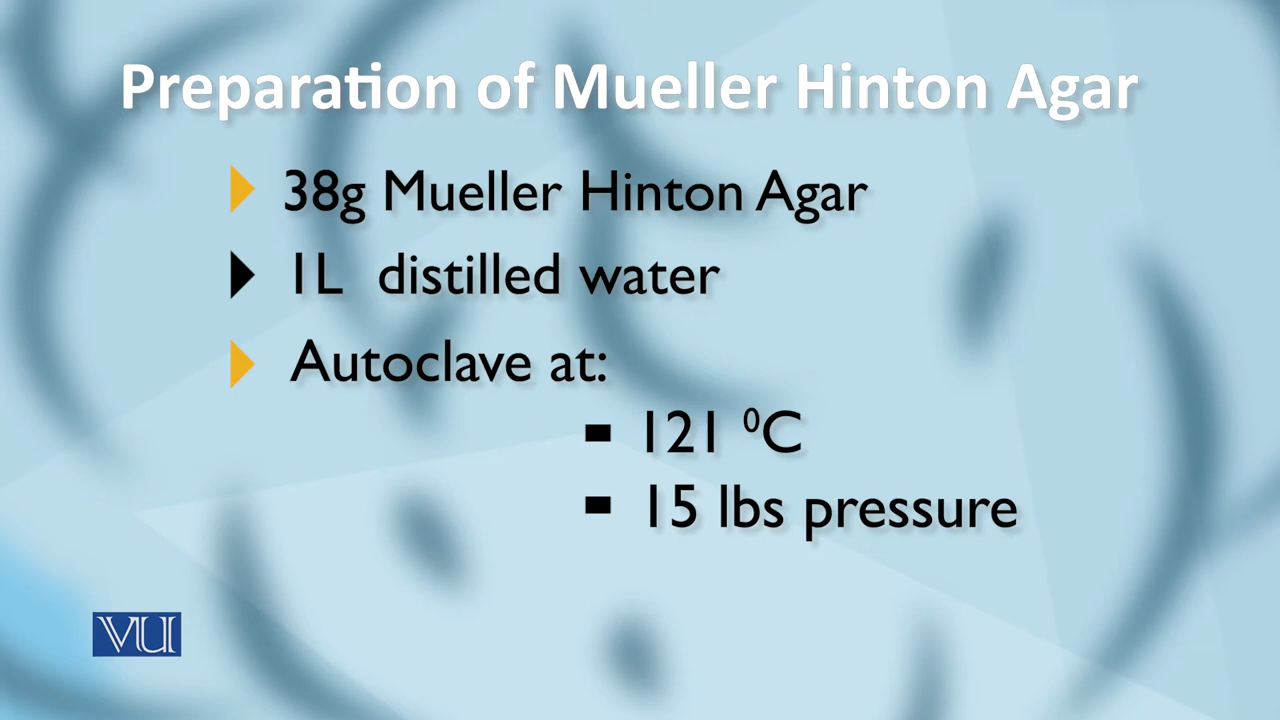 Preparation of Mueller Hinton Agar
38g Mueller Hinton Agar
1L distilled water
Autoclave at:
121 ⁰C
15 lbs pressure
VU